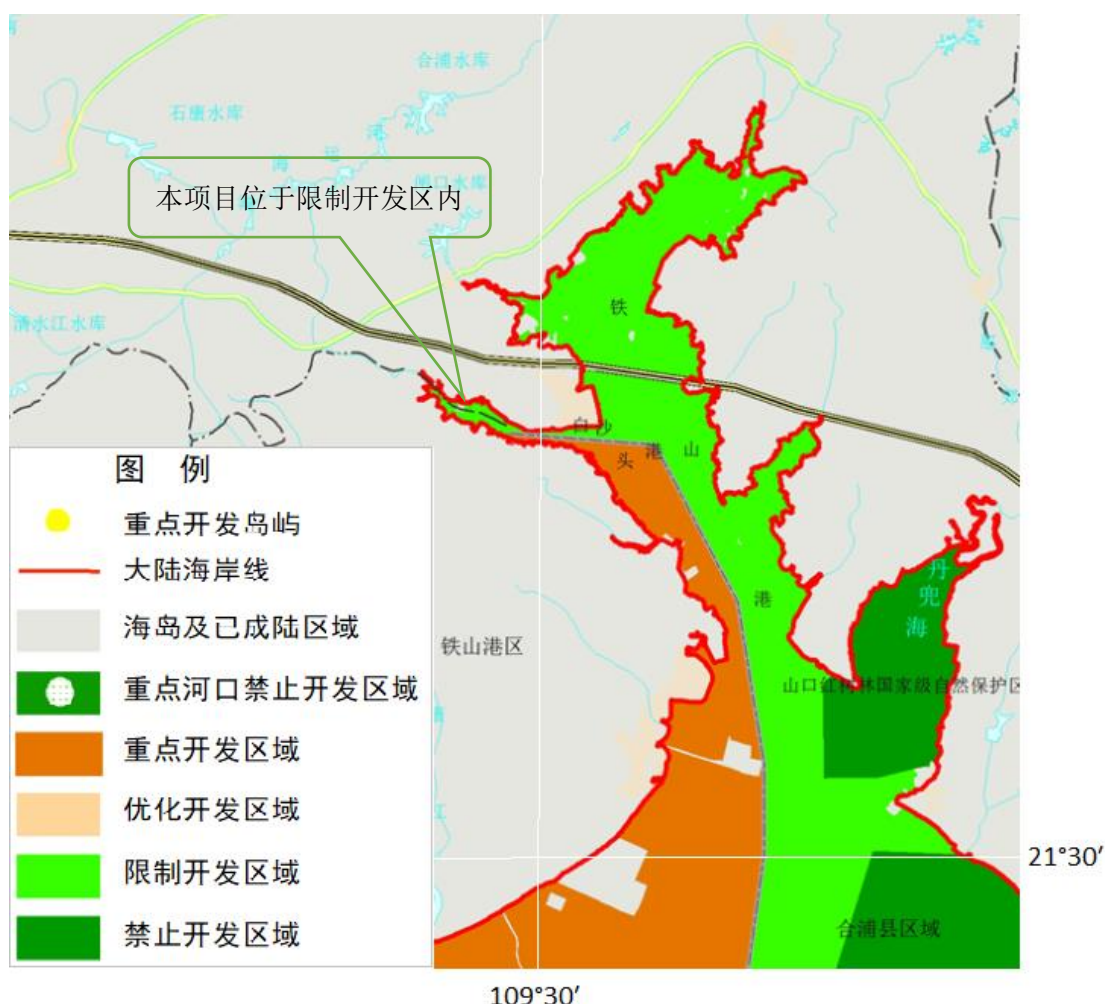 合浦水库
石康水库
闸口水库
本项目位于限制开发区内
清水江水库
铁
白沙
头港
山
港
丹兜海
铁山港区
山口红树林国家级自然保护区
合浦县区域
图 例
重点开发岛屿
大陆海岸线
海岛及已成陆区域
重点河口禁止开发区域
重点开发区域
优化开发区域
限制开发区域
禁止开发区域
21°30′
109°30′